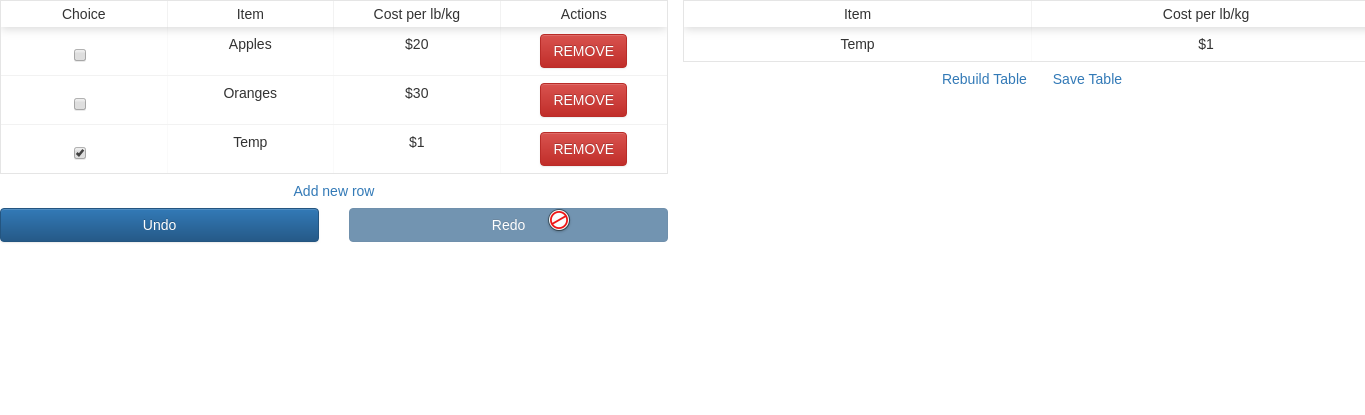 Choice Item Cost per lb/kg Actions
Apples $20 REMOVE
Oranges $30 REMOVE
Temp $1 REMOVE
Add new row
Undo Redo
Item Cost per lb/kg
Temp $1
Rebuild Table Save Table